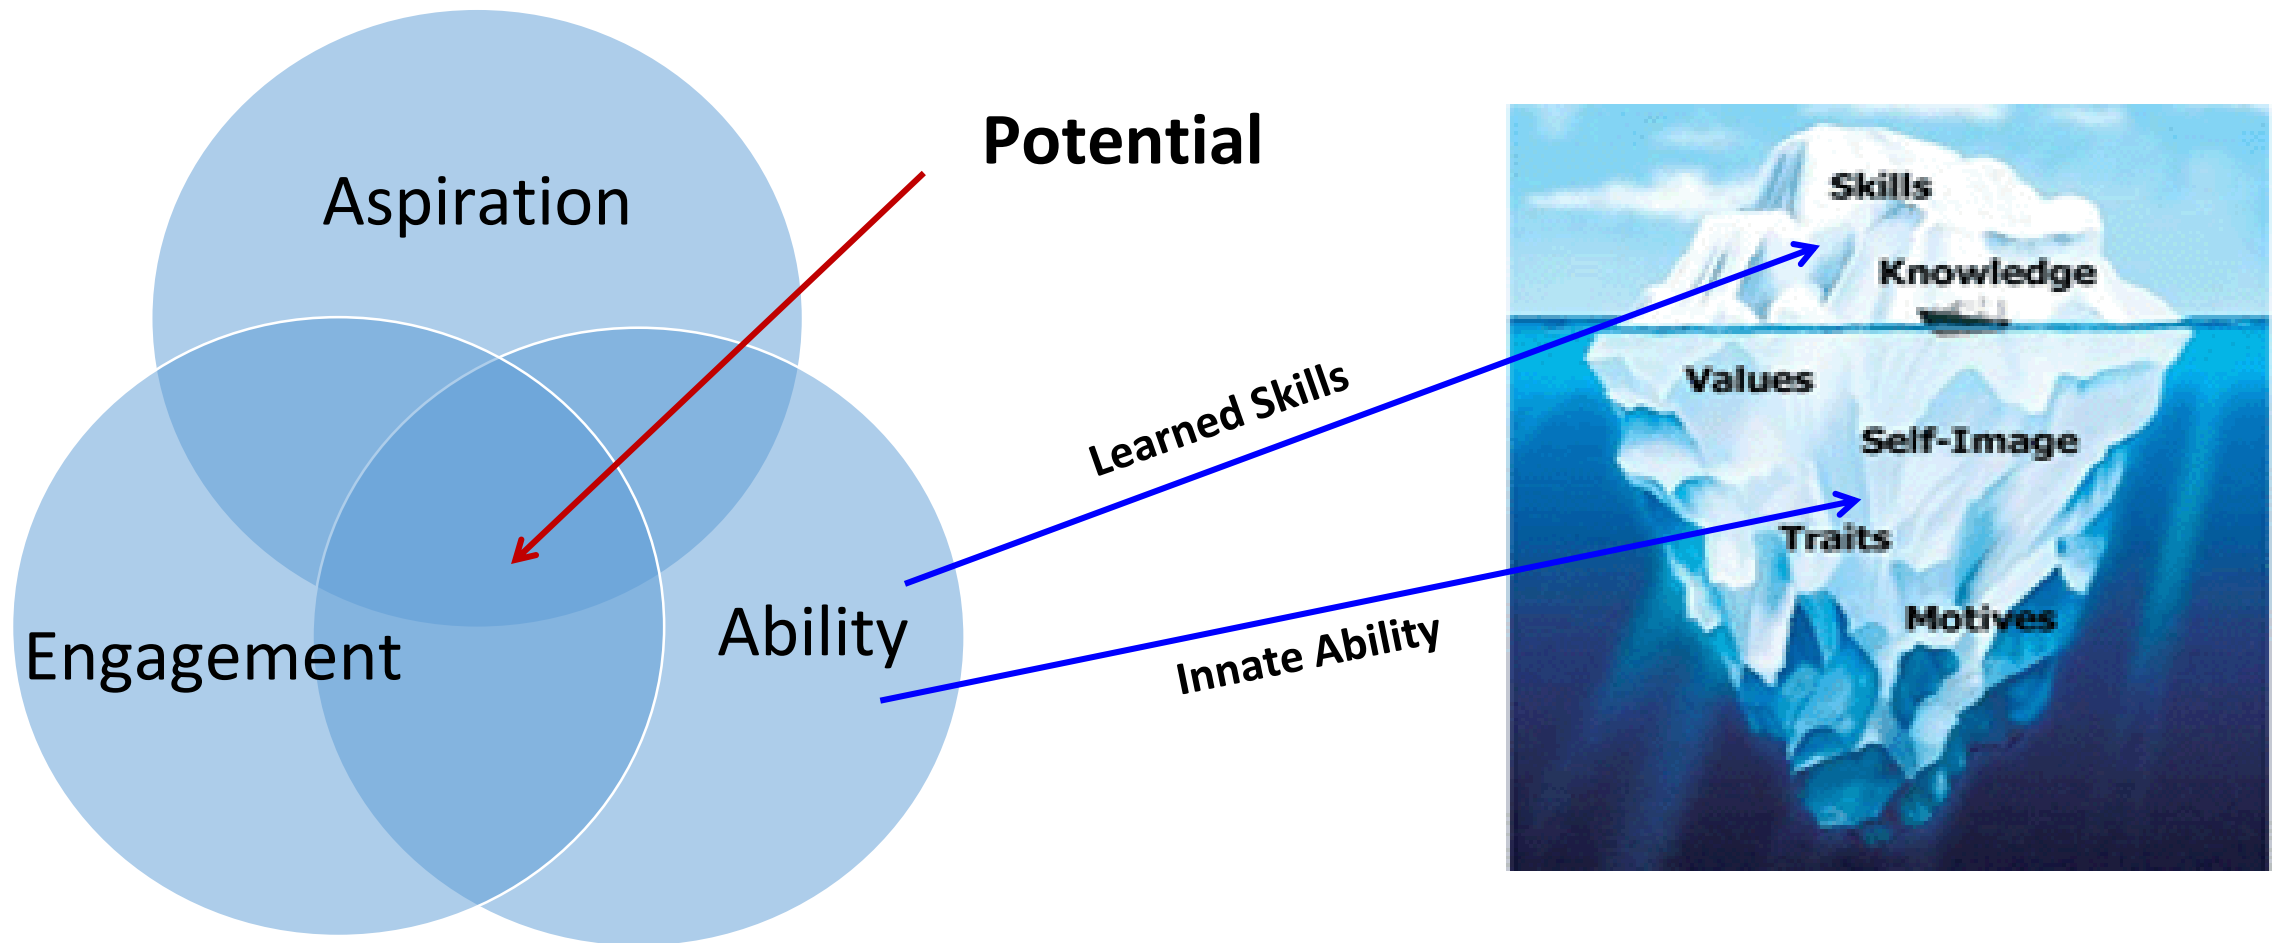 Aspiration
Engagement
Ability
Potential
Learned Skills
Innate Ability
Skills
Knowledge
Values
Self-Image
Traits
Motives